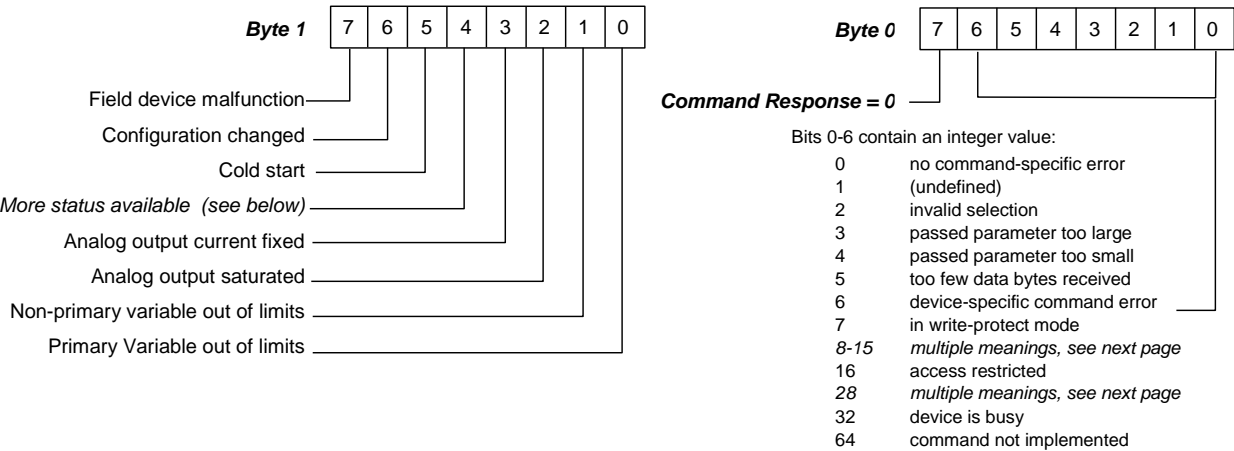 Byte 1 7 6 5 4 3 2 1 0
Field device malfunction
Configuration changed
Cold start
More status available (see below)
Analog output current fixed
Analog output saturated
Non-primary variable out of limits
Primary Variable out of limits
Byte 0 7 6 5 4 3 2 1 0
Command Response = 0
Bits 0-6 contain an integer value:
0 no command-specific error
1 (undefined)
2 invalid selection
3 passed parameter too large
4 passed parameter too small
5 too few data bytes received
6 device-specific command error
7 in write-protect mode
8-15 multiple meanings, see next page
16 access restricted
28 multiple meanings, see next page
32 device is busy
64 command not implemented